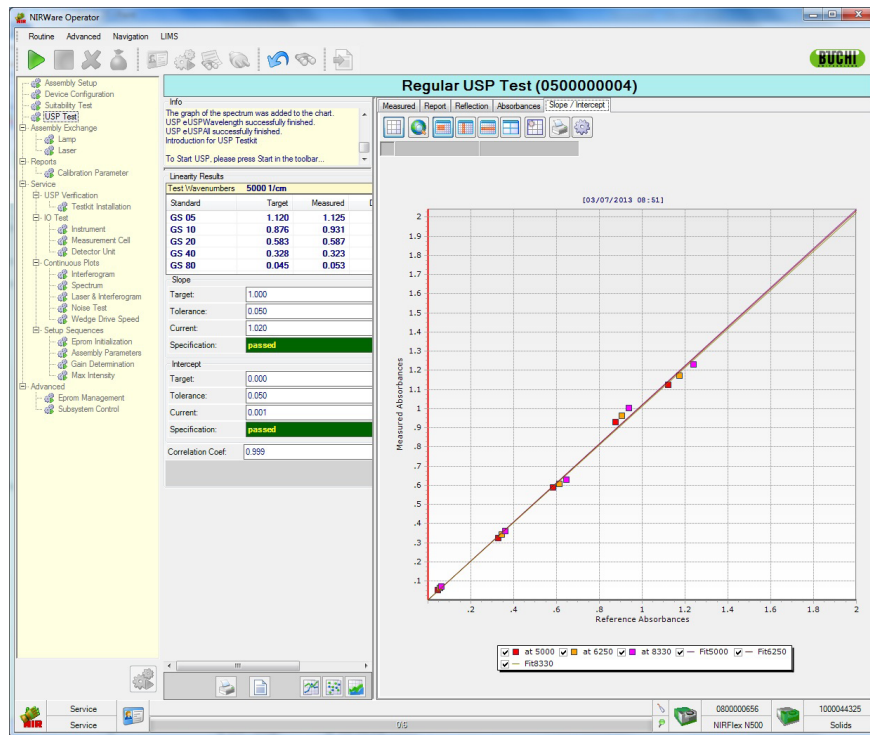 NIRWare Operator
Routine Advanced Navigation LIMS
BUCHI
Assembly Setup
Device Configuration
Suitability Test
USP Test
Assembly Exchange
Lamp
Laser
Reports
Calibration Parameter
Service
USP Verification
Testkit Installation
IO Test
Instrument
Measurement Cell
Detector Unit
Continuous Plots
Interferogram
Spectrum
Laser & Interferogram
Noise Test
Wedge Drive Speed
Setup Sequences
Eprom Initialization
Assembly Parameters
Gain Determination
Max Intensity
Advanced
Eprom Management
Subsystem Control
Regular USP Test (0500000004)
Info
The graph of the spectrum was added to the chart.
USP eUSPWavelength successfully finished.
USP eUSPAll successfully finished.
Introduction for USP Testkit
To Start USP, please press Start in the toolbar...
Linearity Results
Test Wavenumbers 5000 1/cm
Standard Target Measured D
GS 05 1.120 1.125
GS 10 0.876 0.931
GS 20 0.583 0.587
GS 40 0.328 0.323
GS 80 0.045 0.053
Slope
Target: 1.000
Tolerance: 0.050
Current: 1.020
Specification: passed
Intercept
Target: 0.000
Tolerance: 0.050
Current: 0.001
Specification: passed
Correlation Coef: 0.999
Measured Report Reflection Absorbances Slope / Intercept
[03/07/2013 08:51]
Measured Absorbances
2
1.9
1.8
1.7
1.6
1.5
1.4
1.3
1.2
1.1
1
.9
.8
.7
.6
.5
.4
.3
.2
.1
.2 .4 .6 .8 1 1.2 1.4 1.6 1.8 2
Reference Absorbances
at 5000 at 6250 at 8330 Fit5000 Fit6250
Fit8330
NIR
Service
Service
0%
0800000656
NIRFlex N500
1000044325
Solids